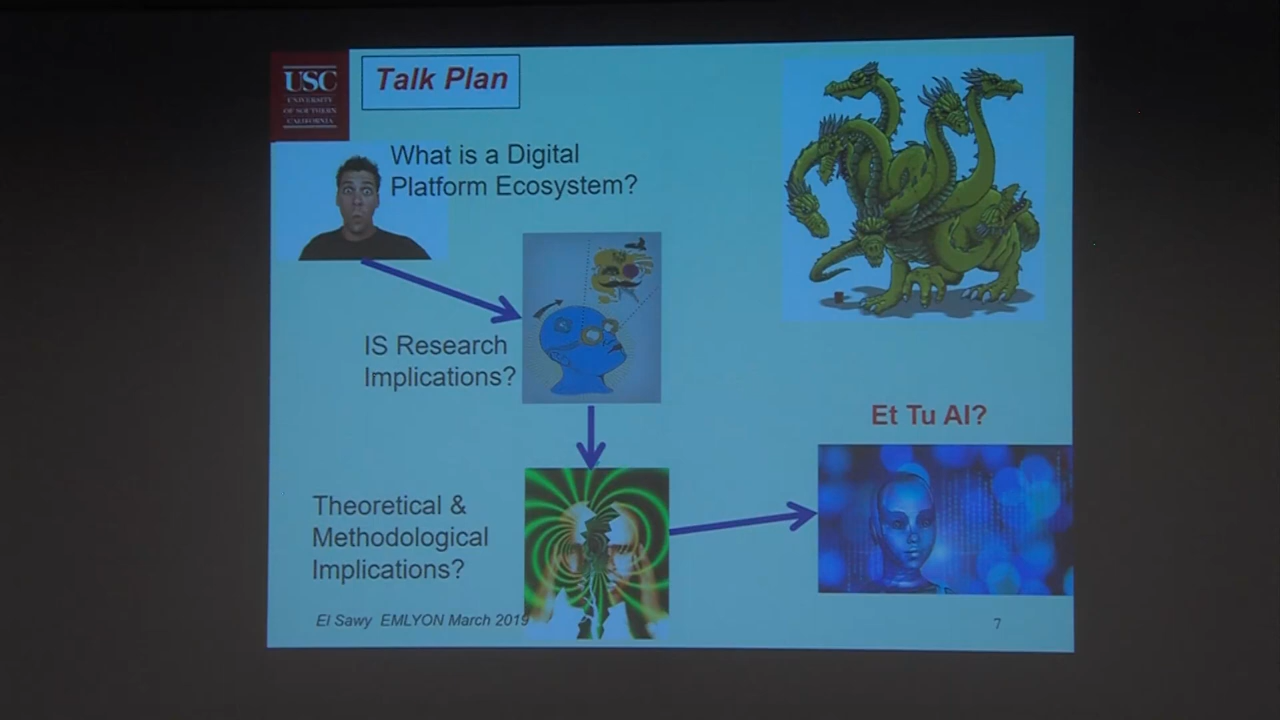 USC
UNIVERSITY
OF SOUTHERN
CALIFORNIA
Talk Plan
What is a Digital
Platform Ecosystem?
IS Research
Implications?
Et Tu AI?
Theoretical &
Methodological
Implications?
El Sawy EMLYON March 2019
7